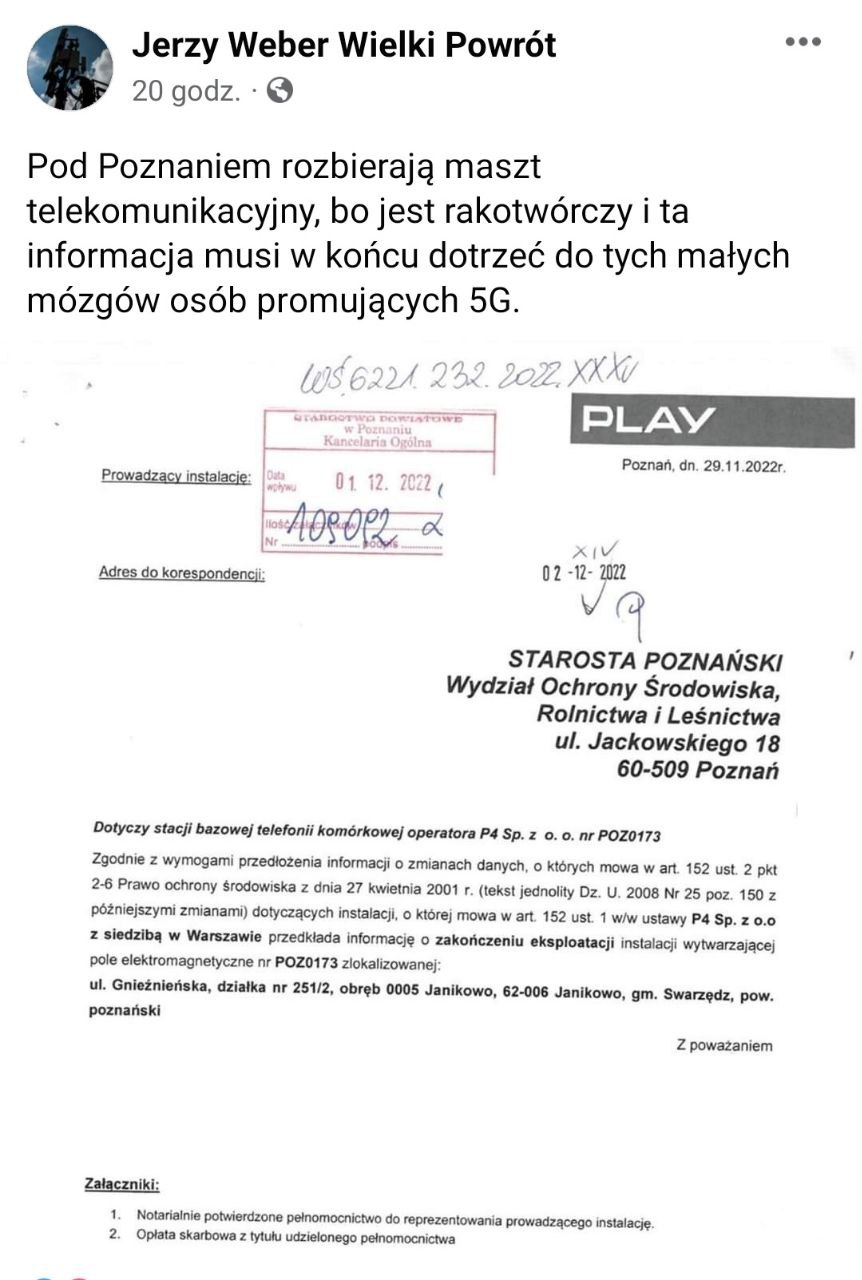 Jerzy Weber Wielki Powrót
20 godz. ·
Pod Poznaniem rozbierają maszt
telekomunikacyjny, bo jest rakotwórczy i ta
informacja musi w końcu dotrzeć do tych małych
mózgów osób promujących 5G.
WŚ.6221.232.2022.XXXV
STAROSTWO POWIATOWE
w Poznaniu
Kancelaria Ogólna
PLAY
Poznań, dn. 29.11.2022r.
Prowadzący instalację:
Data
wpływu
01. 12. 2022
Ilość załączników
Nr podpis
Adres do korespondencji:
XIV
02 -12- 2022
STAROSTA POZNAŃSKI
Wydział Ochrony Środowiska,
Rolnictwa i Leśnictwa
ul. Jackowskiego 18
60-509 Poznań
Dotyczy stacji bazowej telefonii komórkowej operatora P4 Sp. z o. o. nr POZ0173
Zgodnie z wymogami przedłożenia informacji o zmianach danych, o których mowa w art. 152 ust. 2 pkt
2-6 Prawo ochrony środowiska z dnia 27 kwietnia 2001 r. (tekst jednolity Dz. U. 2008 Nr 25 poz. 150 z
późniejszymi zmianami) dotyczących instalacji, o której mowa w art. 152 ust. 1 w/w ustawy P4 Sp. z o.o
z siedzibą w Warszawie przedkłada informację o zakończeniu eksploatacji instalacji wytwarzającej
pole elektromagnetyczne nr POZ0173 zlokalizowanej:
ul. Gnieźnieńska, działka nr 251/2, obręb 0005 Janikowo, 62-006 Janikowo, gm. Swarzędz, pow.
poznański
Z poważaniem
Załączniki:
1. Notarialnie potwierdzone pełnomocnictwo do reprezentowania prowadzącego instalację.
2. Opłata skarbowa z tytułu udzielonego pełnomocnictwa